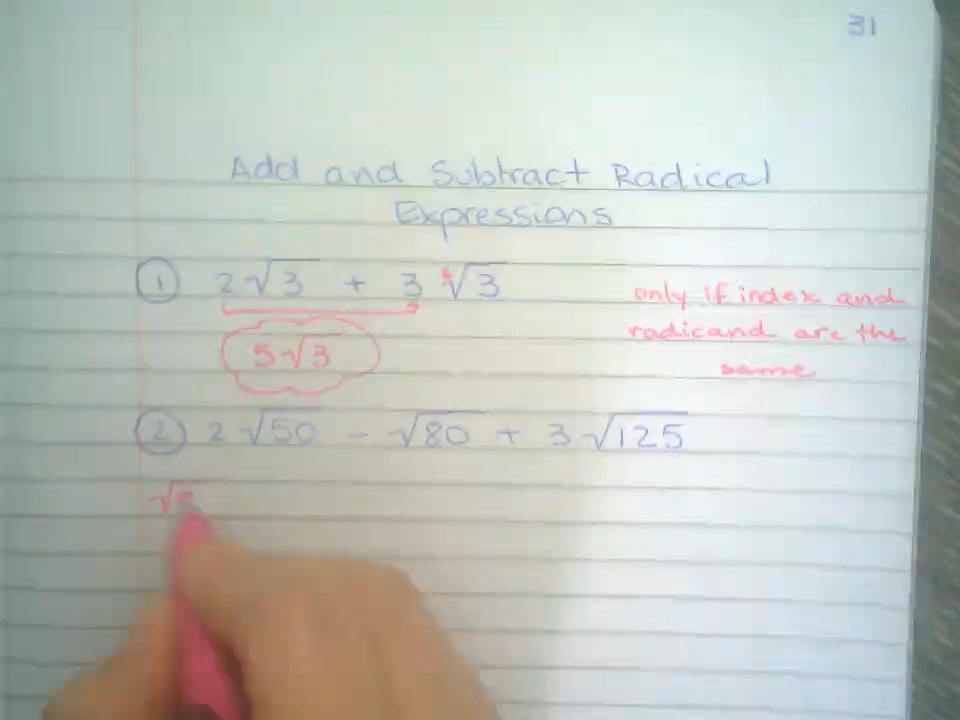 31
Add and Subtract Radical
Expressions
① 2√3 + 3√3
only if index and
radicand are the
same
5√3
② 2√50 - √80 + 3√125